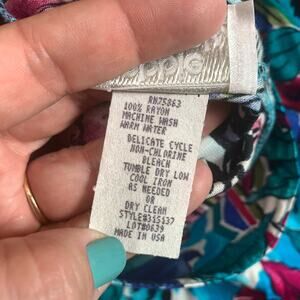 RN75863
100% RAYON
MACHINE WASH
WARM WATER
DELICATE CYCLE
NON-CHLORINE
BLEACH
TUMBLE DRY LOW
COOL IRON
AS NEEDED
OR
DRY CLEAN
STYLE#315137
LOT#0639
MADE IN USA